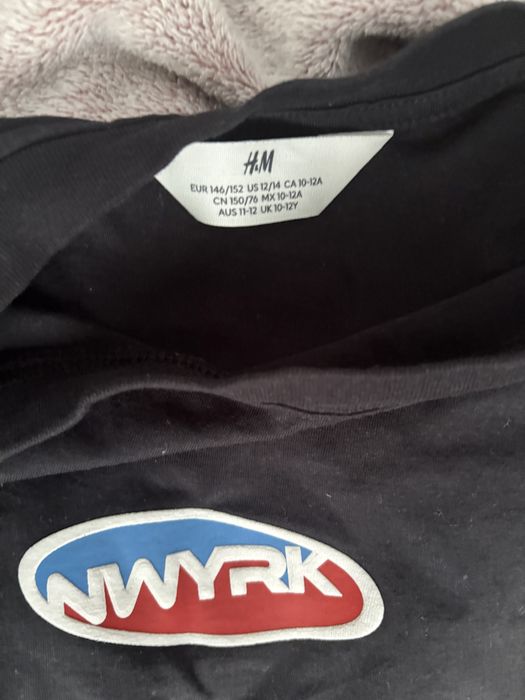 H&M
EUR 146/152 US 12/14 CA 10-12A
CN 150/76 MX 10-12A
AUS 11-12 UK 10-12Y
NWYRK